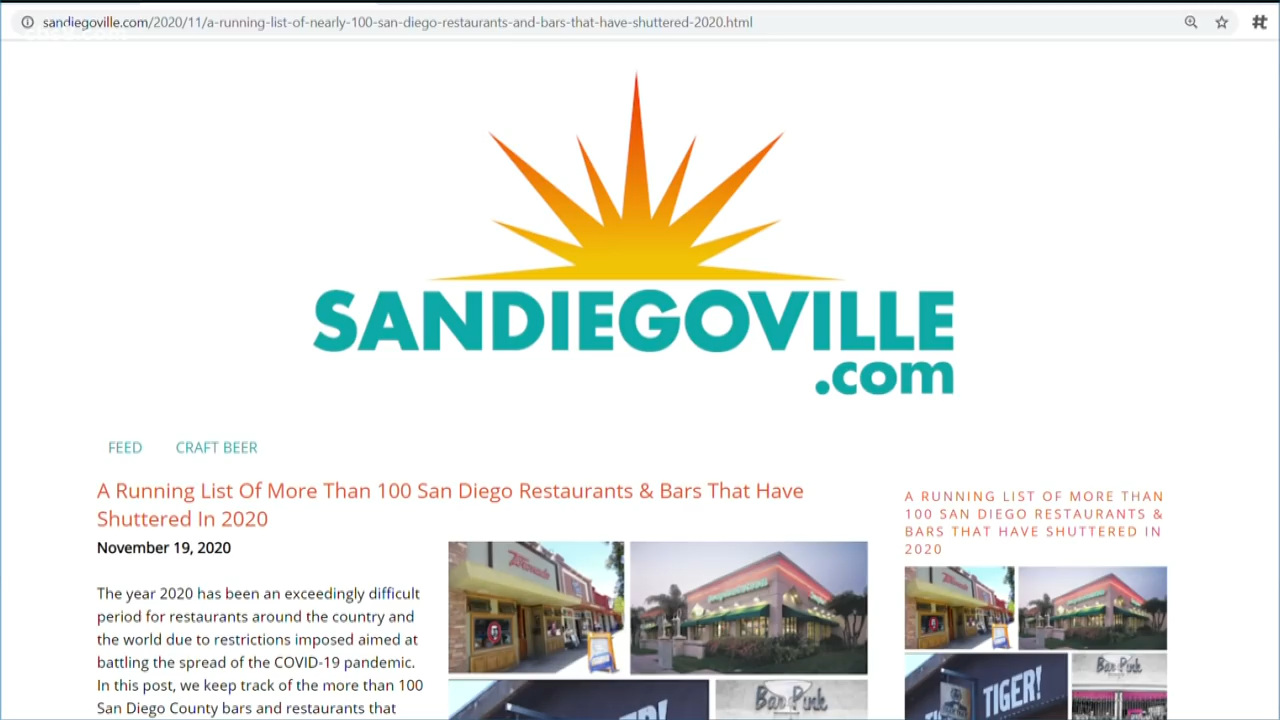 sandiegoville.com/2020/11/a-running-list-of-nearly-100-san-diego-restaurants-and-bars-that-have-shuttered-2020.html
SANDIEGOVILLE
.com
FEED CRAFT BEER
A Running List Of More Than 100 San Diego Restaurants & Bars That Have
Shuttered In 2020
November 19, 2020
The year 2020 has been an exceedingly difficult
period for restaurants around the country and
the world due to restrictions imposed aimed at
battling the spread of the COVID-19 pandemic.
In this post, we keep track of the more than 100
San Diego County bars and restaurants that
Bar Pink
A RUNNING LIST OF MORE THAN
100 SAN DIEGO RESTAURANTS &
BARS THAT HAVE SHUTTERED IN
2020
TIGER!
Bar Pink